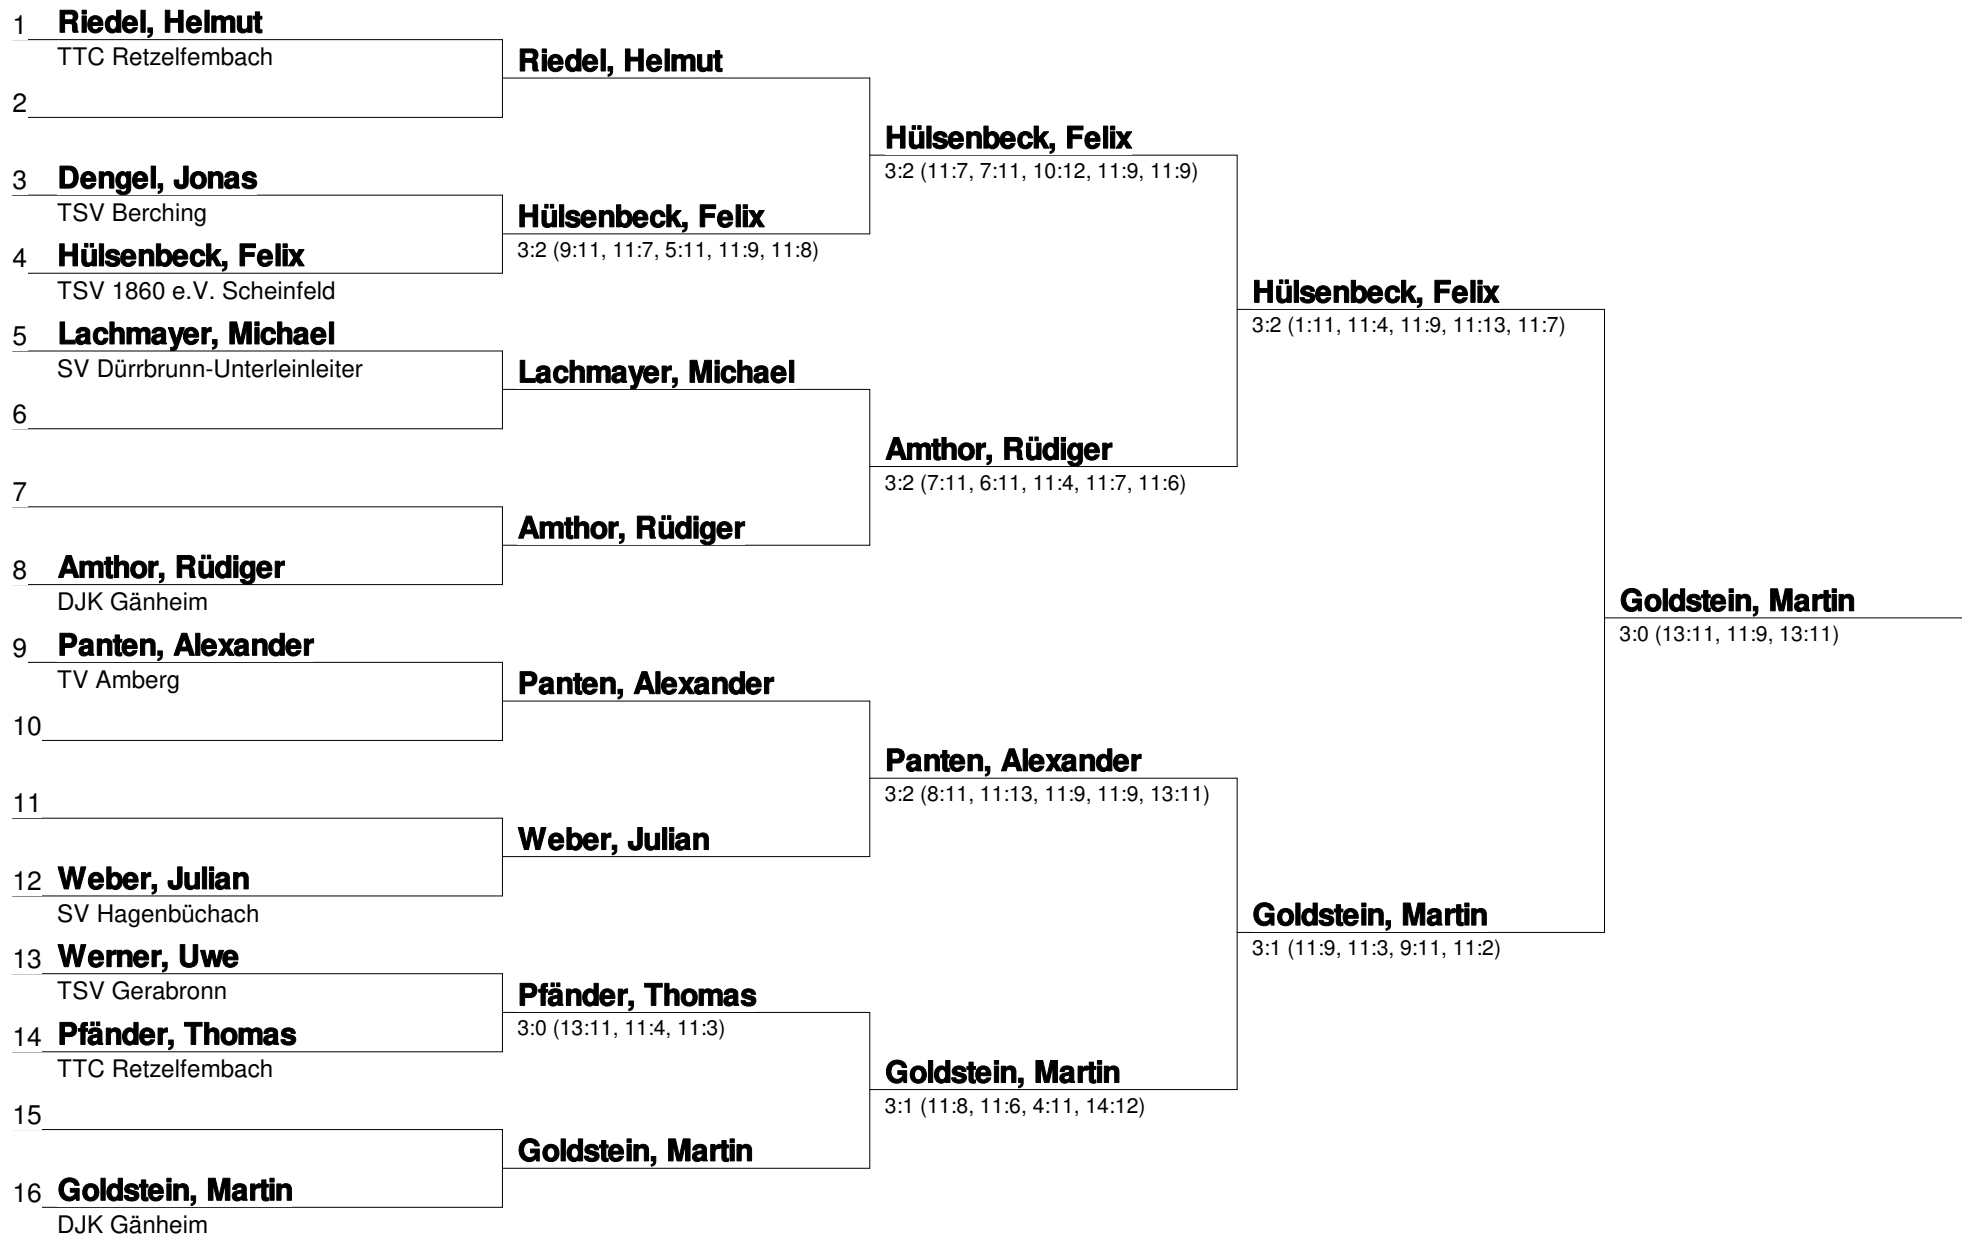 1 Riedel, Helmut
TTC Retzelfembach
Riedel, Helmut
2
Hülsenbeck, Felix
3:2 (11:7, 7:11, 10:12, 11:9, 11:9)
3 Dengel, Jonas
TSV Berching
Hülsenbeck, Felix
3:2 (9:11, 11:7, 5:11, 11:9, 11:8)
4 Hülsenbeck, Felix
TSV 1860 e.V. Scheinfeld
Hülsenbeck, Felix
3:2 (1:11, 11:4, 11:9, 11:13, 11:7)
5 Lachmayer, Michael
SV Dürrbrunn-Unterleinleiter
Lachmayer, Michael
6
Amthor, Rüdiger
3:2 (7:11, 6:11, 11:4, 11:7, 11:6)
7
Amthor, Rüdiger
8 Amthor, Rüdiger
DJK Gänheim
Goldstein, Martin
3:0 (13:11, 11:9, 13:11)
9 Panten, Alexander
TV Amberg
Panten, Alexander
10
Panten, Alexander
3:2 (8:11, 11:13, 11:9, 11:9, 13:11)
11
Weber, Julian
12 Weber, Julian
SV Hagenbüchach
Goldstein, Martin
3:1 (11:9, 11:3, 9:11, 11:2)
13 Werner, Uwe
TSV Gerabronn
Pfänder, Thomas
3:0 (13:11, 11:4, 11:3)
14 Pfänder, Thomas
TTC Retzelfembach
Goldstein, Martin
3:1 (11:8, 11:6, 4:11, 14:12)
15
Goldstein, Martin
16 Goldstein, Martin
DJK Gänheim